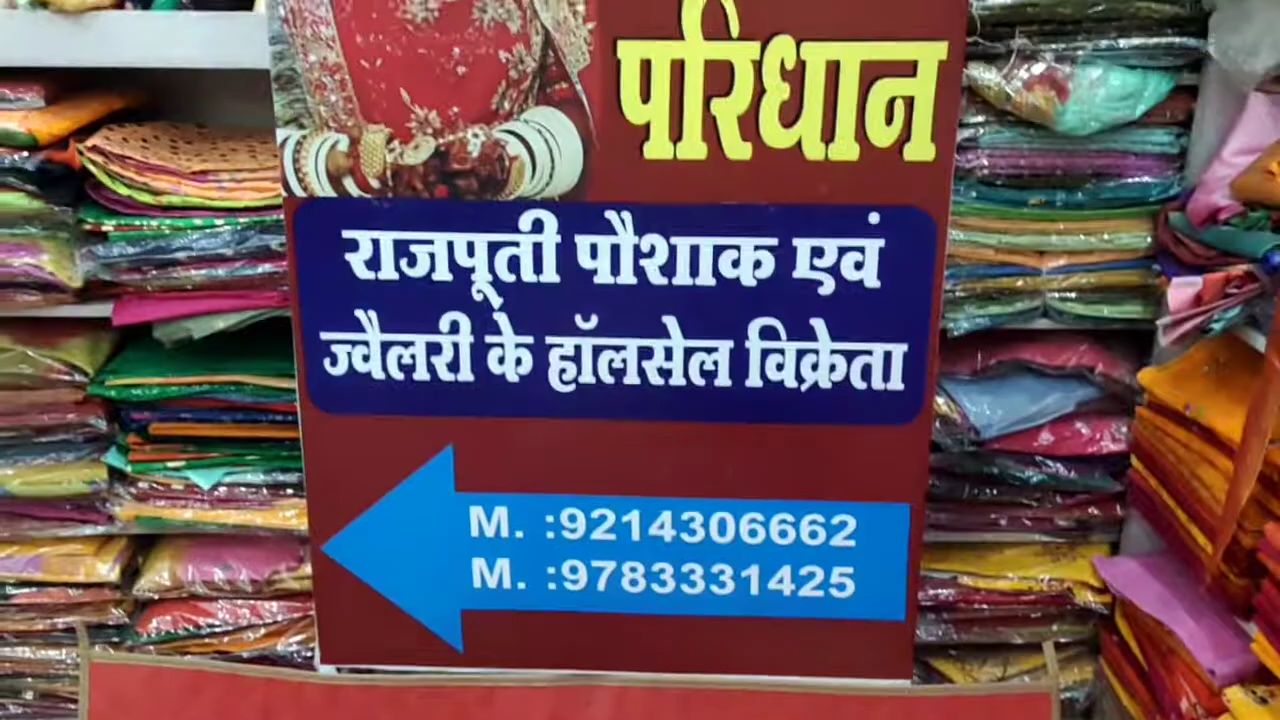 परिधान
राजपूती पौशाक एवं
ज्वैलरी के हॉलसेल विक्रेता
M. :9214306662
M. :9783331425